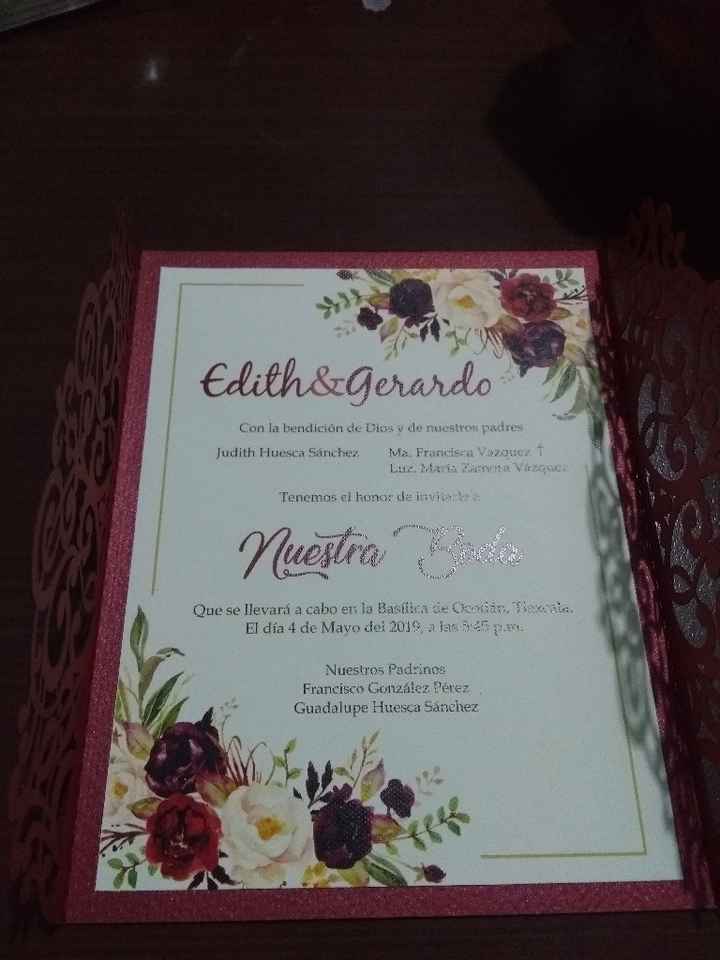 Edith&Gerardo
Con la bendición de Dios y de nuestros padres
Judith Huesca Sánchez Ma. Francisca Vazquez †
Luz. María Zamora Vázquez
Tenemos el honor de invitarle a
Nuestra Boda
Que se llevará a cabo en la Basílica de Ocotlán, Tlaxcala.
El día 4 de Mayo del 2019, a las 5:45 p.m.
Nuestros Padrinos
Francisco González Pérez
Guadalupe Huesca Sánchez